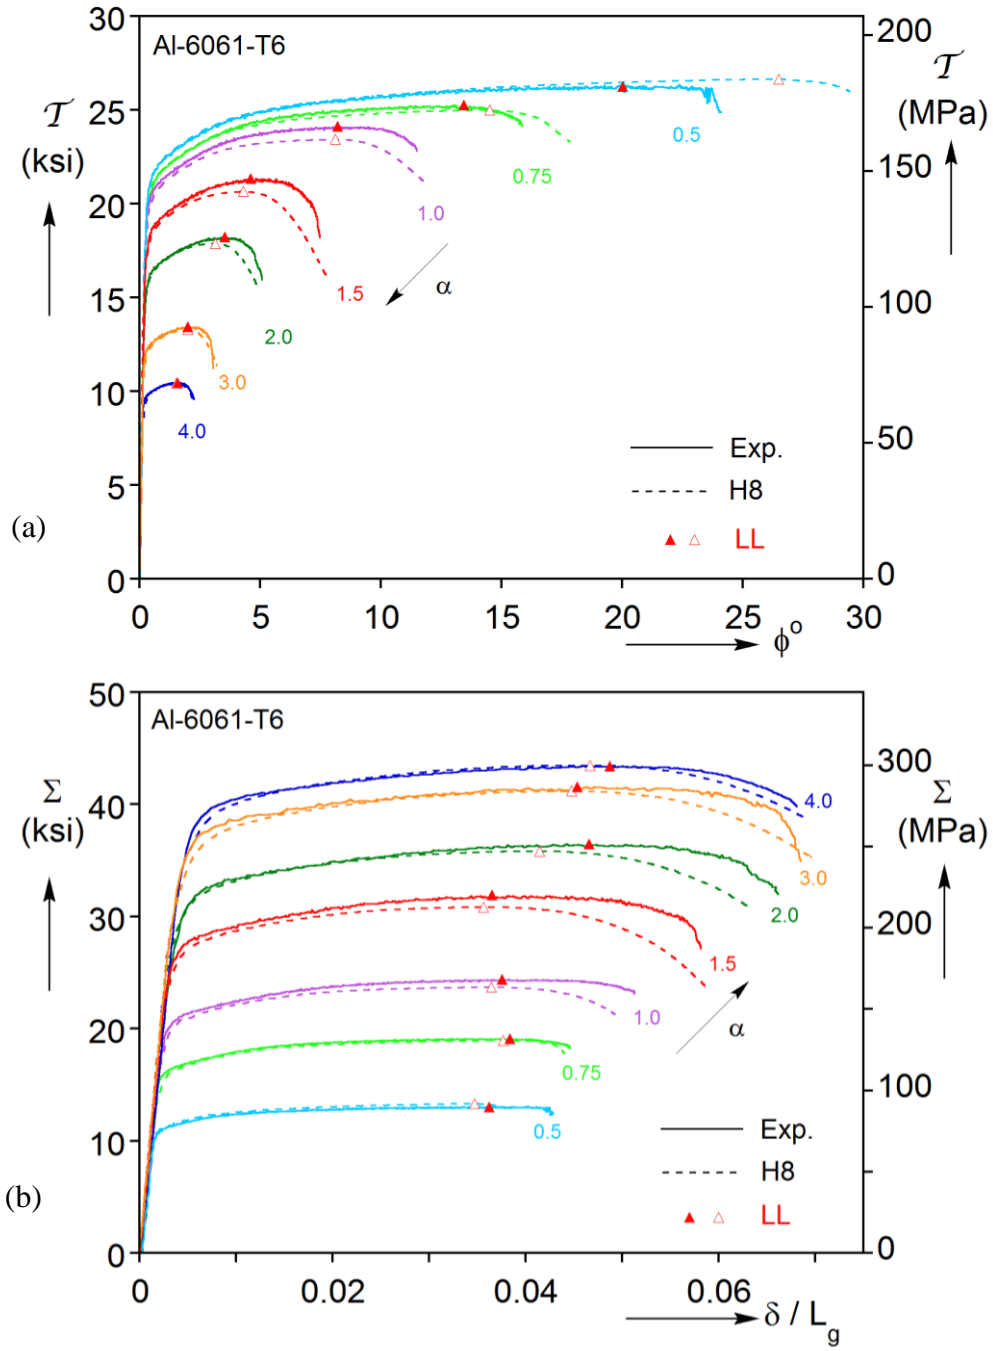 Al-6061-T6
𝒯
(ksi)
30
25
20
15
10
5
0
200
150
100
50
0
𝒯
(MPa)
0.5
0.75
1.0
1.5
2.0
3.0
4.0
α
Exp.
H8
LL
(a)
0 5 10 15 20 25 30
ϕ°
Al-6061-T6
Σ
(ksi)
50
40
30
20
10
0
300
200
100
0
Σ
(MPa)
4.0
3.0
2.0
1.5
1.0
0.75
0.5
α
Exp.
H8
LL
(b)
0 0.02 0.04 0.06
δ / Lg